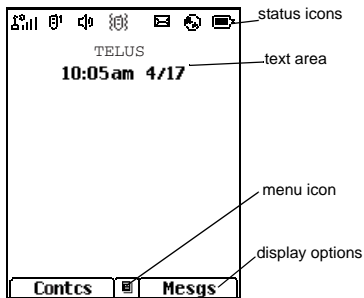 status icons
TELUS
text area
10:05am 4/17
menu icon
display options
Contcs Mesgs